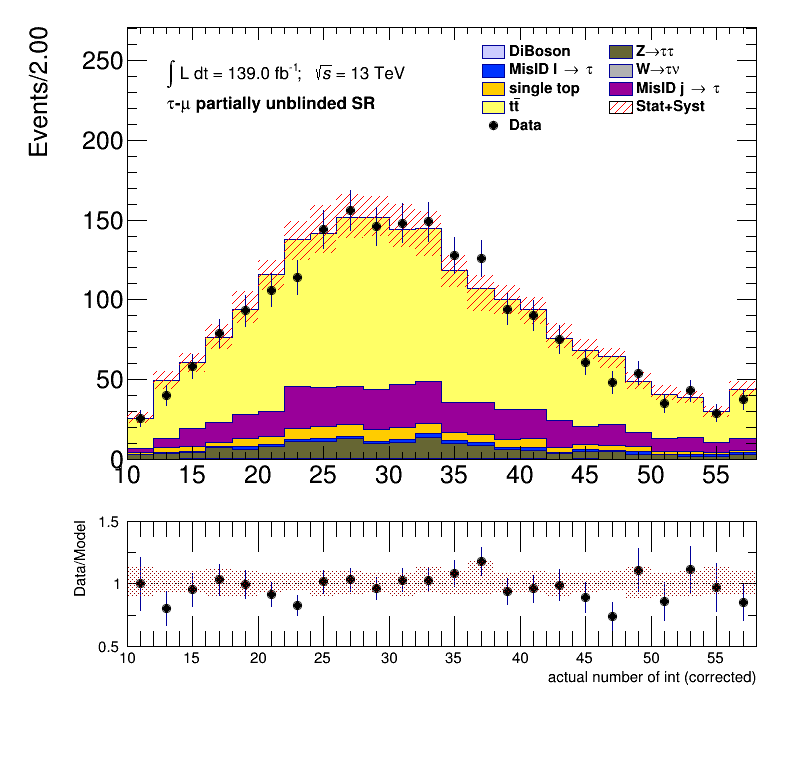 Events/2.00
250
200
150
100
50
0
∫ L dt = 139.0 fb⁻¹; √s = 13 TeV
τ-μ partially unblinded SR
DiBoson
Z→ττ
MisID l → τ
W→τν
single top
MisID j → τ
tt̄
Stat+Syst
Data
10 15 20 25 30 35 40 45 50 55
Data/Model
1.5
1
0.5
10 15 20 25 30 35 40 45 50 55
actual number of int (corrected)